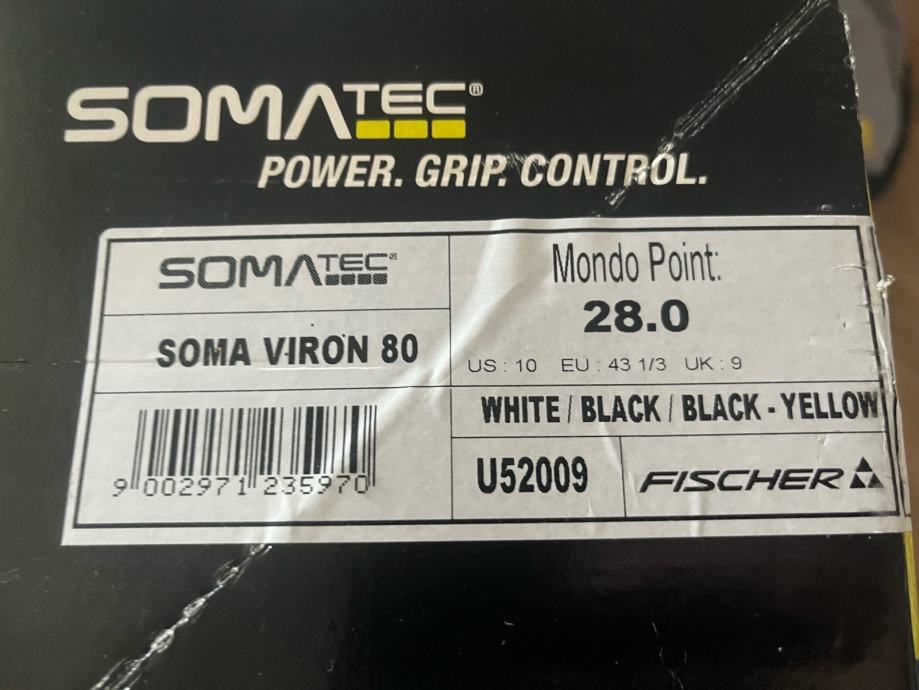 SOMATEC®
POWER. GRIP. CONTROL.
SOMATEC®
SOMA VIRON 80
9 002971 235970
Mondo Point:
28.0
US : 10 EU : 43 1/3 UK : 9
WHITE / BLACK / BLACK - YELLOW
U52009
FISCHER